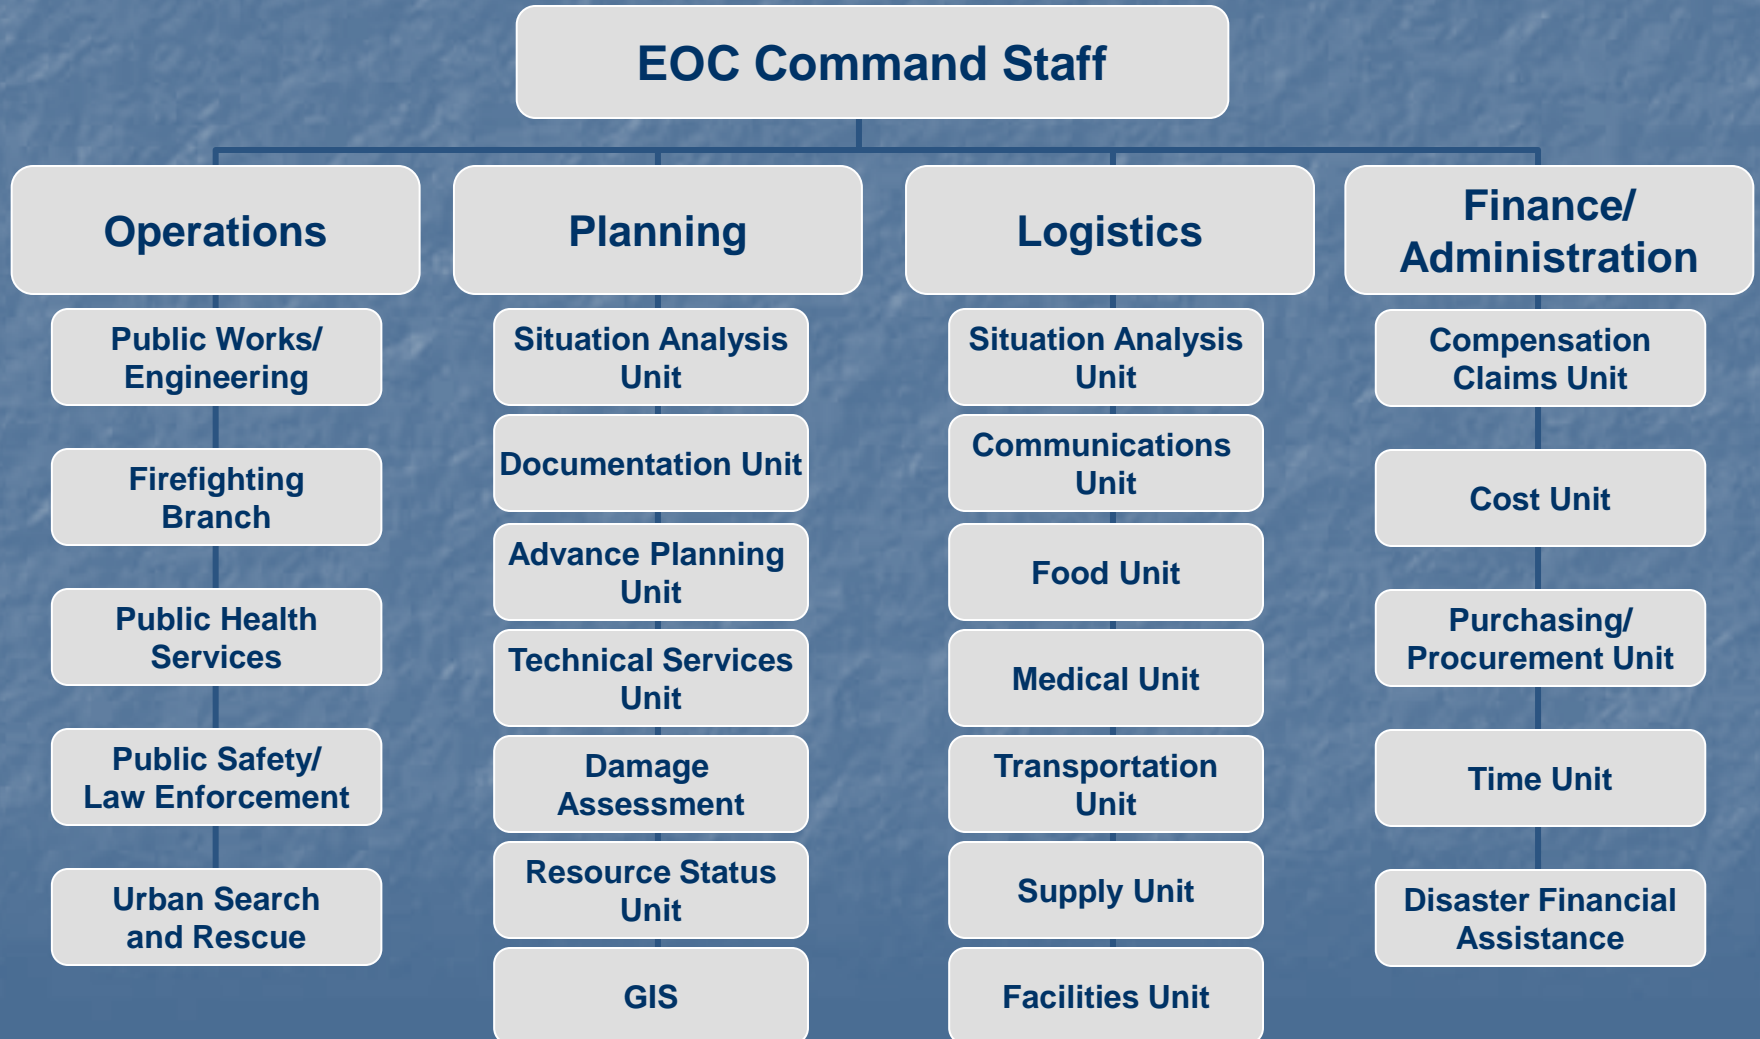 EOC Command Staff
Operations
Planning
Logistics
Finance/
Administration
Public Works/
Engineering
Firefighting
Branch
Public Health
Services
Public Safety/
Law Enforcement
Urban Search
and Rescue
Situation Analysis
Unit
Documentation Unit
Advance Planning
Unit
Technical Services
Unit
Damage
Assessment
Resource Status
Unit
GIS
Situation Analysis
Unit
Communications
Unit
Food Unit
Medical Unit
Transportation
Unit
Supply Unit
Facilities Unit
Compensation
Claims Unit
Cost Unit
Purchasing/
Procurement Unit
Time Unit
Disaster Financial
Assistance